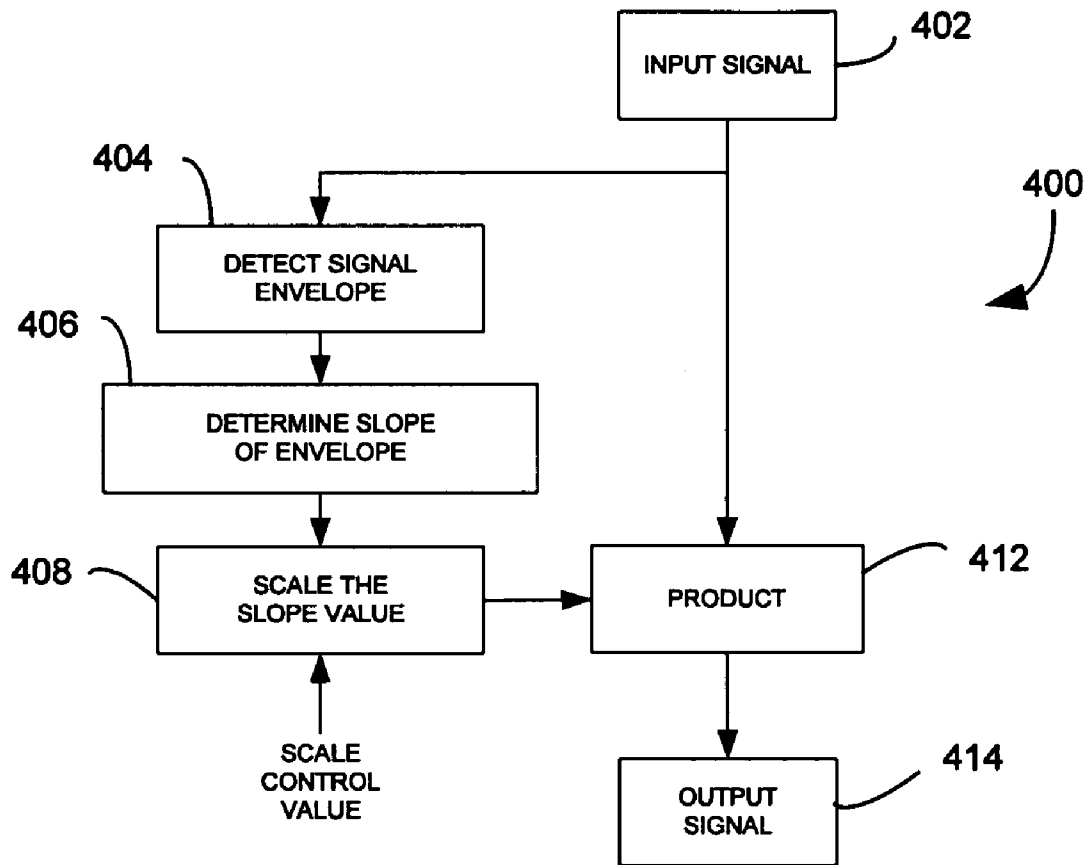 402
INPUT SIGNAL
404
400
DETECT SIGNAL
ENVELOPE
406
DETERMINE SLOPE
OF ENVELOPE
408
SCALE THE
SLOPE VALUE
412
PRODUCT
SCALE
CONTROL
VALUE
414
OUTPUT
SIGNAL